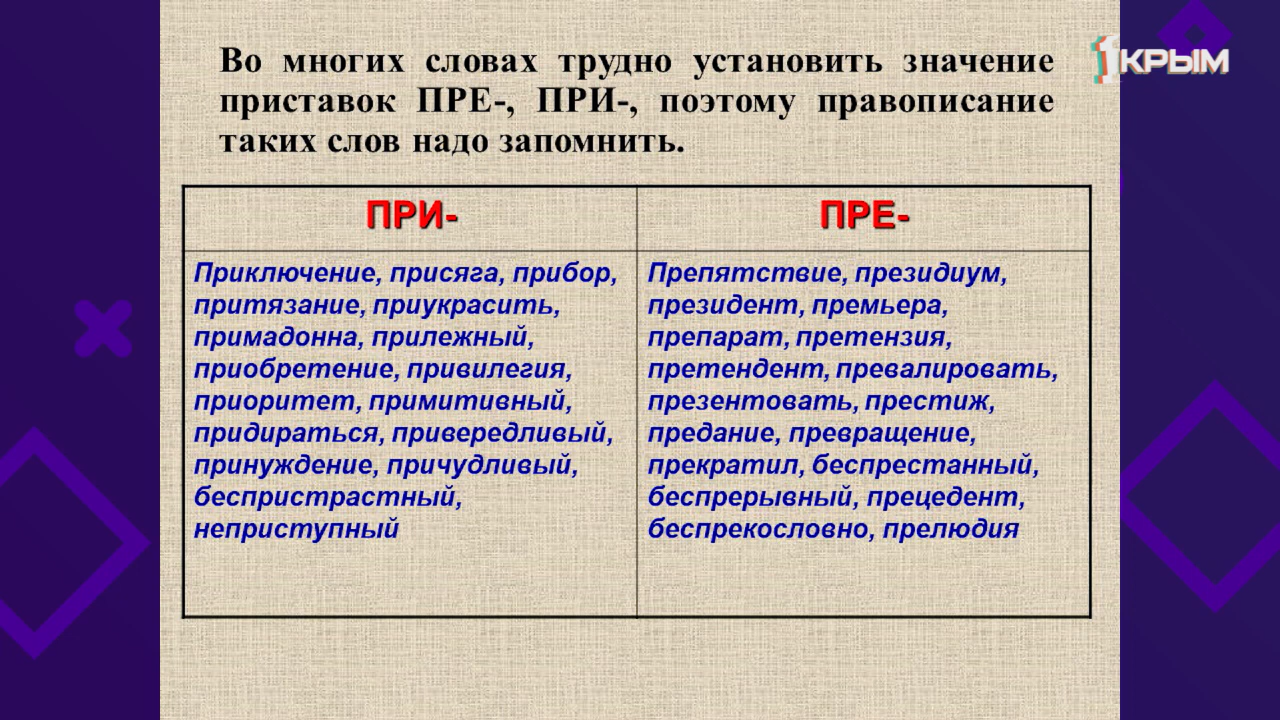 Во многих словах трудно установить значение
приставок ПРЕ-, ПРИ-, поэтому правописание
таких слов надо запомнить.
1 КРЫМ
ПРИ-
Приключение, присяга, прибор,
притязание, приукрасить,
примадонна, прилежный,
приобретение, привилегия,
приоритет, примитивный,
придираться, привередливый,
принуждение, причудливый,
беспристрастный,
неприступный
ПРЕ-
Препятствие, президиум,
президент, премьера,
препарат, претензия,
претендент, превалировать,
презентовать, престиж,
предание, превращение,
прекратил, беспрестанный,
беспрерывный, прецедент,
беспрекословно, прелюдия